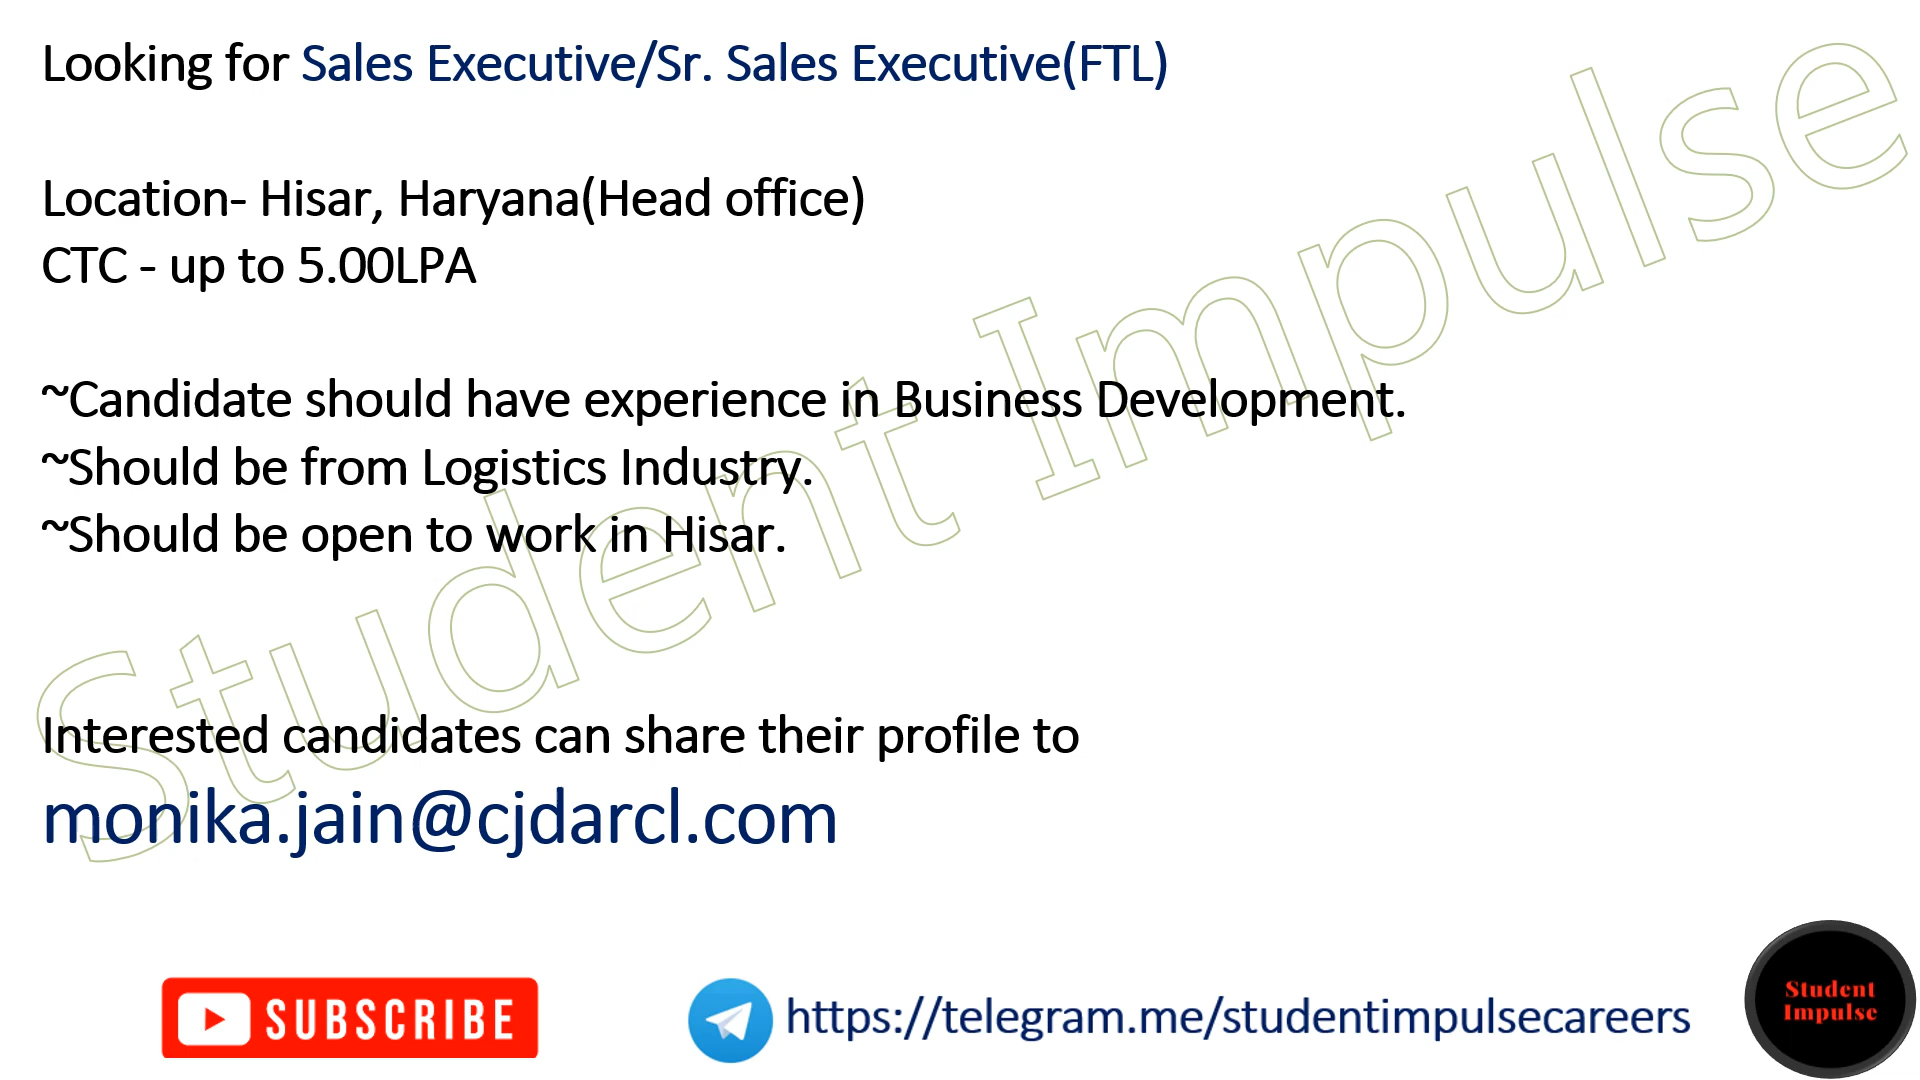 Looking for Sales Executive/Sr. Sales Executive(FTL)
Location- Hisar, Haryana(Head office)
CTC - up to 5.00LPA
~Candidate should have experience in Business Development.
~Should be from Logistics Industry.
~Should be open to work in Hisar.
Student Impulse
Interested candidates can share their profile to
monika.jain@cjdarcl.com
SUBSCRIBE
https://telegram.me/studentimpulsecareers
Student
Impulse